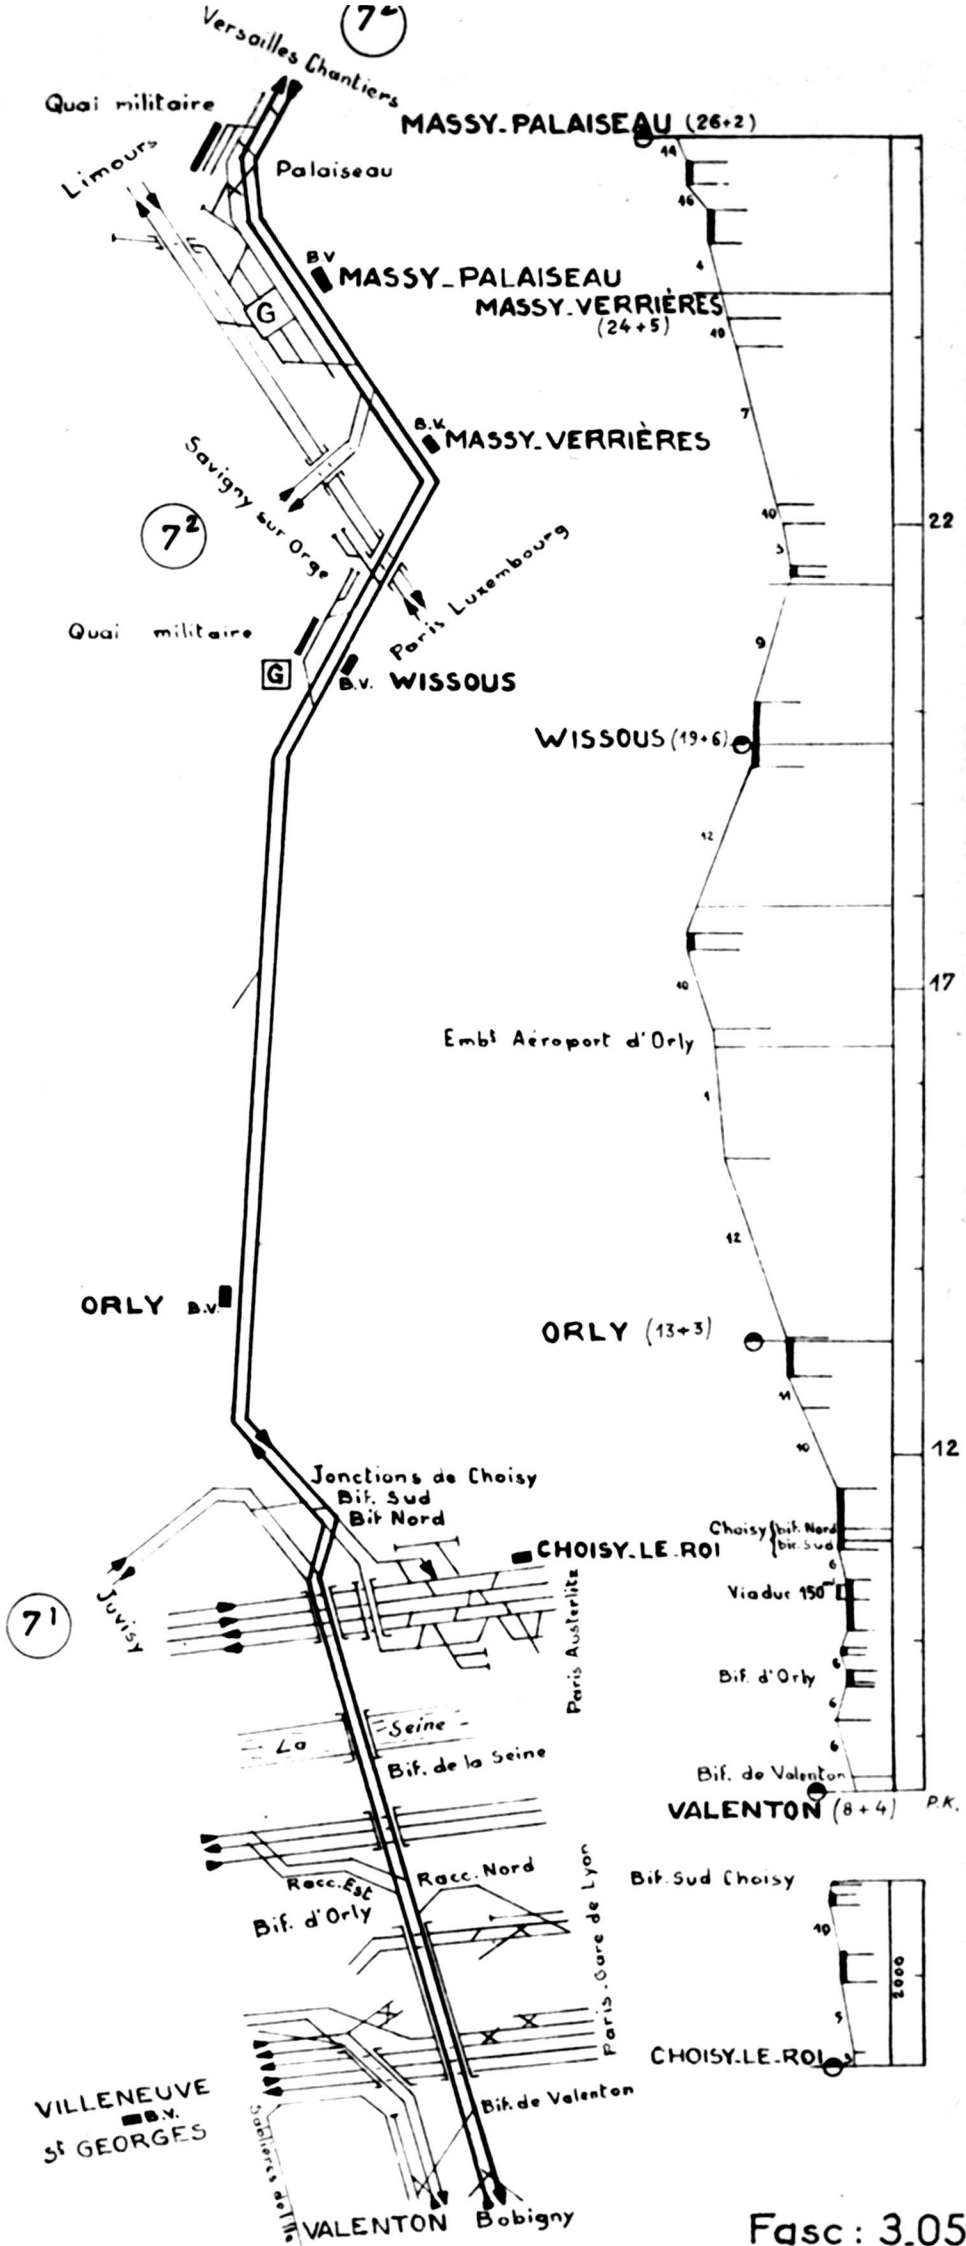 7²
Versailles Chantiers
Quai militaire
MASSY-PALAISEAU (26+2)
44
Limours
Palaiseau
16
B.V
MASSY_PALAISEAU
4
MASSY-VERRIÈRES
(24+5)
G
10
7
B.V.
MASSY-VERRIÈRES
Savigny sur Orge
10
22
7²
3
Paris Luxembourg
Quai militaire
9
G
B.V. WISSOUS
WISSOUS (19+6)
12
17
10
Embt Aéroport d'Orly
1
12
ORLY B.V.
ORLY (13+3)
11
10
12
Jonctions de Choisy
Bif. Sud
Bif Nord
Choisy { bif. Nord
bif. Sud
CHOISY-LE-ROI
6
Viaduc 150m
Juvisy
7¹
Paris Austerlitz
6
Bif. d'Orly
6
La Seine
6
Bif. de la Seine
Bif. de Valenton
VALENTON (8+4)
P.K.
Racc. Nord
Racc. Est
Bif. d'Orly
Bif. Sud Choisy
Paris-Gare de Lyon
10
2000
5
CHOISY-LE-ROI
VILLENEUVE
B.V.
St GEORGES
Bif. de Valenton
VALENTON Bobigny
Fasc: 3.05